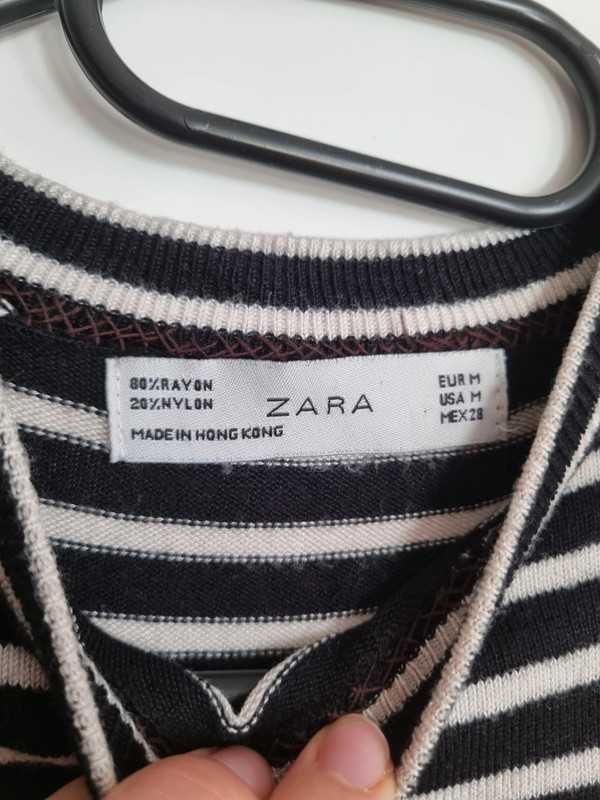 80%RAYON
20%NYLON
MADE IN HONG KONG
ZARA
EUR M
USA M
MEX 28